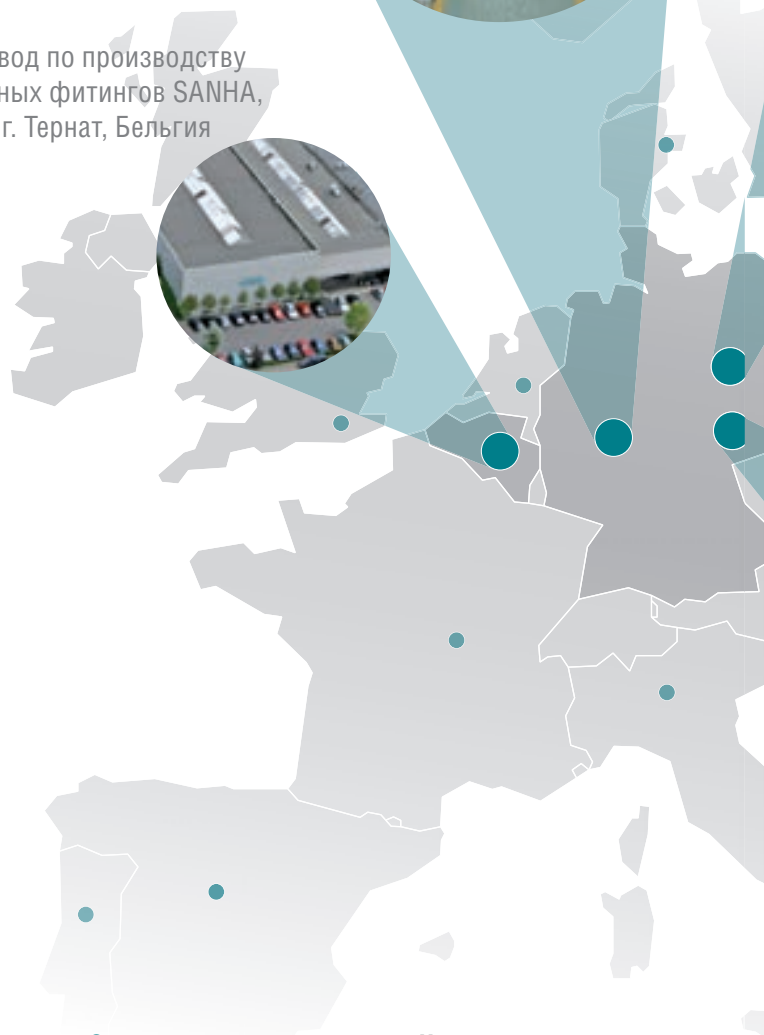 вод по производству
ных фитингов SANHA,
г. Тернат, Бельгия